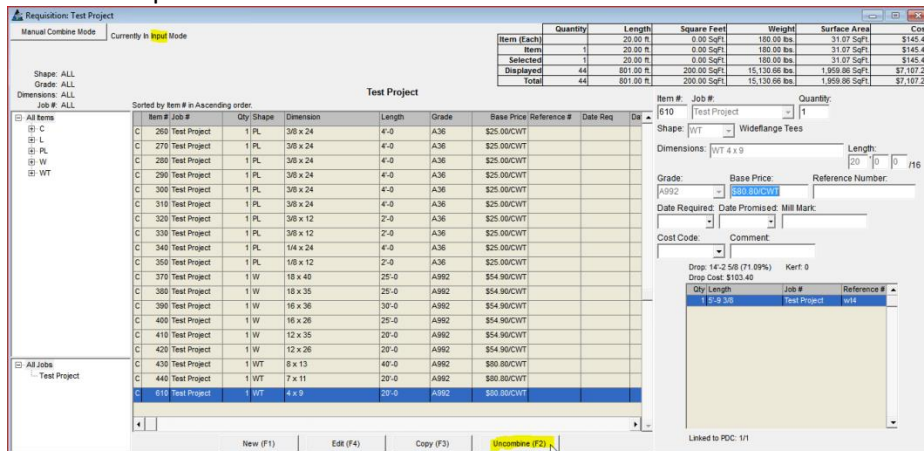 Requisition: Test Project
Manual Combine Mode
Currently In Input Mode
Quantity Length Square Feet Weight Surface Area
Item (Each) 20.00 ft. 0.00 SqFt. 180.00 lbs. 31.07 SqFt. $145.4
Item 1 20.00 ft. 0.00 SqFt. 180.00 lbs. 31.07 SqFt. $145.4
Selected 1 20.00 ft. 0.00 SqFt. 180.00 lbs. 31.07 SqFt. $145.4
Displayed 44 801.00 ft. 200.00 SqFt. 15,130.66 lbs. 1,959.86 SqFt. $7,107.2
Total 44 801.00 ft. 200.00 SqFt. 15,130.66 lbs. 1,959.86 SqFt. $7,107.2
Shape: ALL
Grade: ALL
Dimensions: ALL
Job #: ALL
Test Project
Sorted by Item # in Ascending order.
All Items
C
L
PL
W
WT
All Jobs
Test Project
Item # Job # Qty Shape Dimension Length Grade Base Price Reference # Date Req Da
C 260 Test Project 1 PL 3/8 x 24 4'-0 A36 $25.00/CWT
C 270 Test Project 1 PL 3/8 x 24 4'-0 A36 $25.00/CWT
C 280 Test Project 1 PL 3/8 x 24 4'-0 A36 $25.00/CWT
C 290 Test Project 1 PL 3/8 x 24 4'-0 A36 $25.00/CWT
C 300 Test Project 1 PL 3/8 x 24 4'-0 A36 $25.00/CWT
C 310 Test Project 1 PL 3/8 x 24 4'-0 A36 $25.00/CWT
C 320 Test Project 1 PL 3/8 x 12 2'-0 A36 $25.00/CWT
C 330 Test Project 1 PL 3/8 x 12 2'-0 A36 $25.00/CWT
C 340 Test Project 1 PL 1/4 x 24 4'-0 A36 $25.00/CWT
C 350 Test Project 1 PL 1/8 x 12 2'-0 A36 $25.00/CWT
C 370 Test Project 1 W 18 x 40 25'-0 A992 $54.90/CWT
C 380 Test Project 1 W 18 x 35 25'-0 A992 $54.90/CWT
C 390 Test Project 1 W 16 x 36 30'-0 A992 $54.90/CWT
C 400 Test Project 1 W 16 x 26 25'-0 A992 $54.90/CWT
C 410 Test Project 1 W 12 x 35 20'-0 A992 $54.90/CWT
C 420 Test Project 1 W 12 x 26 20'-0 A992 $54.90/CWT
C 430 Test Project 1 WT 8 x 13 40'-0 A992 $80.80/CWT
C 440 Test Project 1 WT 7 x 11 20'-0 A992 $80.80/CWT
C 610 Test Project 1 WT 4 x 9 20'-0 A992 $80.80/CWT
New (F1) Edit (F4) Copy (F3) Uncombine (F2)
Item #: Job #: Quantity:
610 Test Project 1
Shape: WT Wideflange Tees
Dimensions: WT 4 x 9 Length:
20 ' 0 0 /16
Grade: Base Price: Reference Number:
A992 $80.80/CWT
Date Required: Date Promised: Mill Mark:
Cost Code: Comment:
Drop: 14'-2 5/8 (71.09%) Kerf: 0
Drop Cost: $103.40
Qty Length Job # Reference #
1 5'-9 3/8 Test Project wt4
Linked to PDC: 1/1